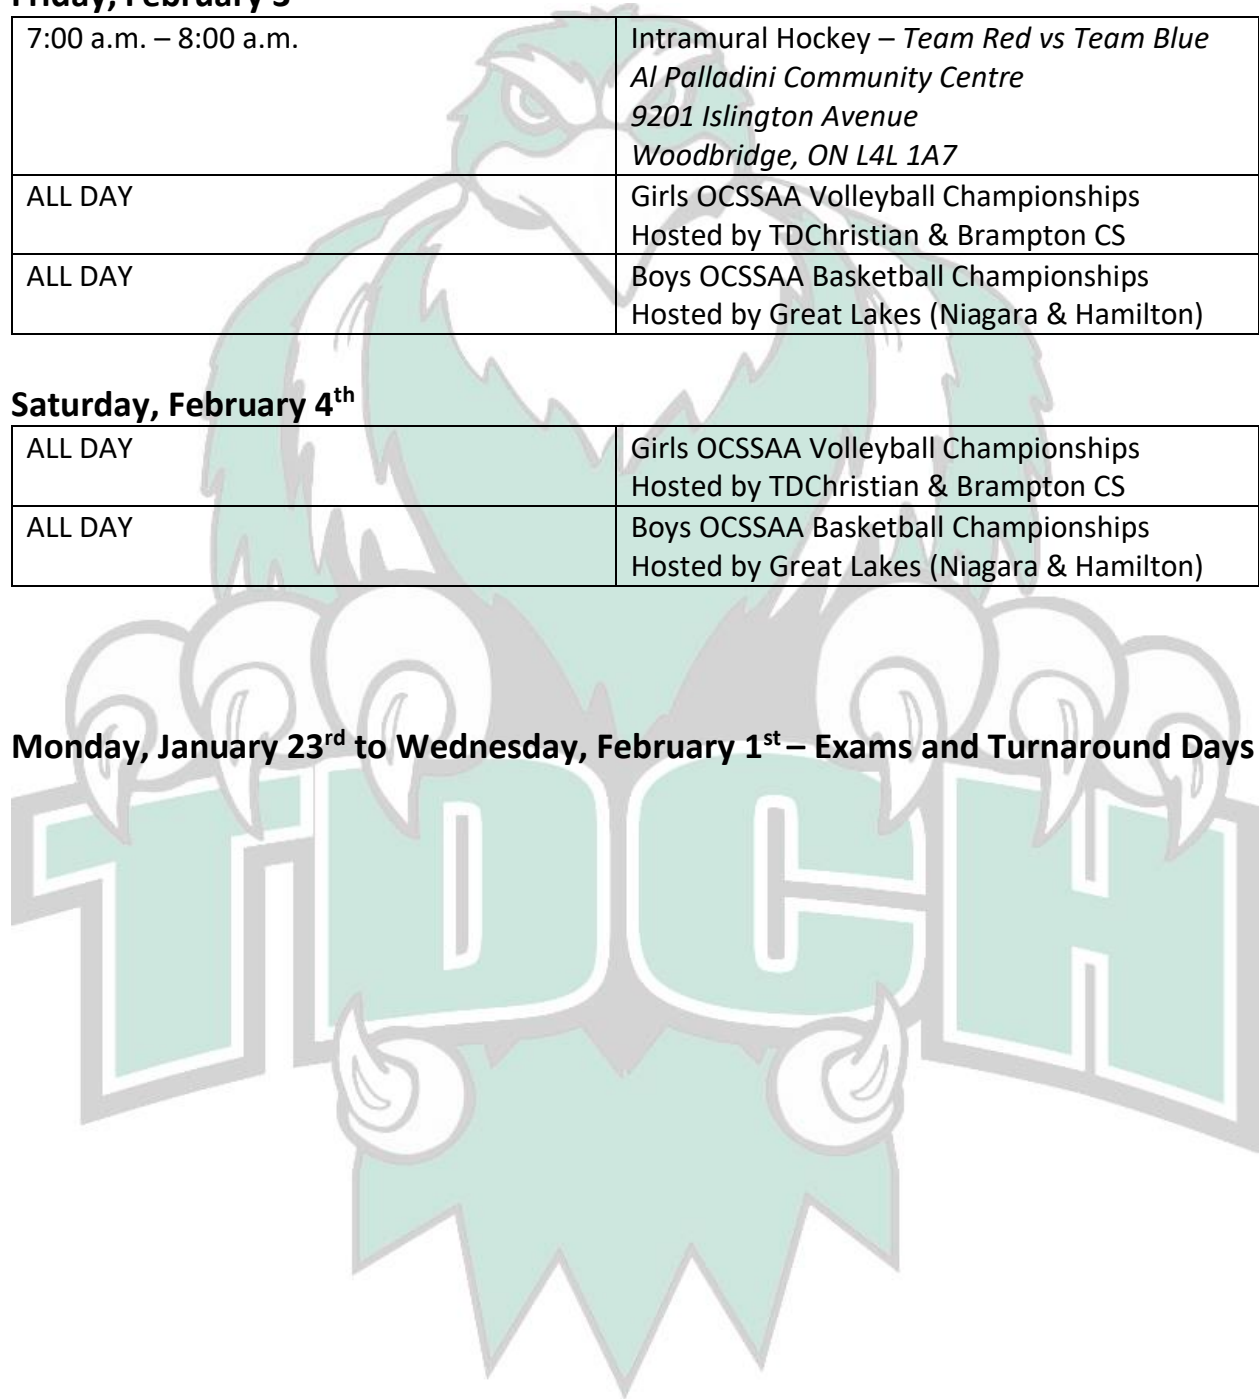 Friday, February 3
7:00 a.m. – 8:00 a.m.
Intramural Hockey – Team Red vs Team Blue
Al Palladini Community Centre
9201 Islington Avenue
Woodbridge, ON L4L 1A7
ALL DAY
Girls OCSSAA Volleyball Championships
Hosted by TDChristian & Brampton CS
ALL DAY
Boys OCSSAA Basketball Championships
Hosted by Great Lakes (Niagara & Hamilton)
Saturday, February 4th
ALL DAY
Girls OCSSAA Volleyball Championships
Hosted by TDChristian & Brampton CS
ALL DAY
Boys OCSSAA Basketball Championships
Hosted by Great Lakes (Niagara & Hamilton)
Monday, January 23rd to Wednesday, February 1st – Exams and Turnaround Days
TDCH